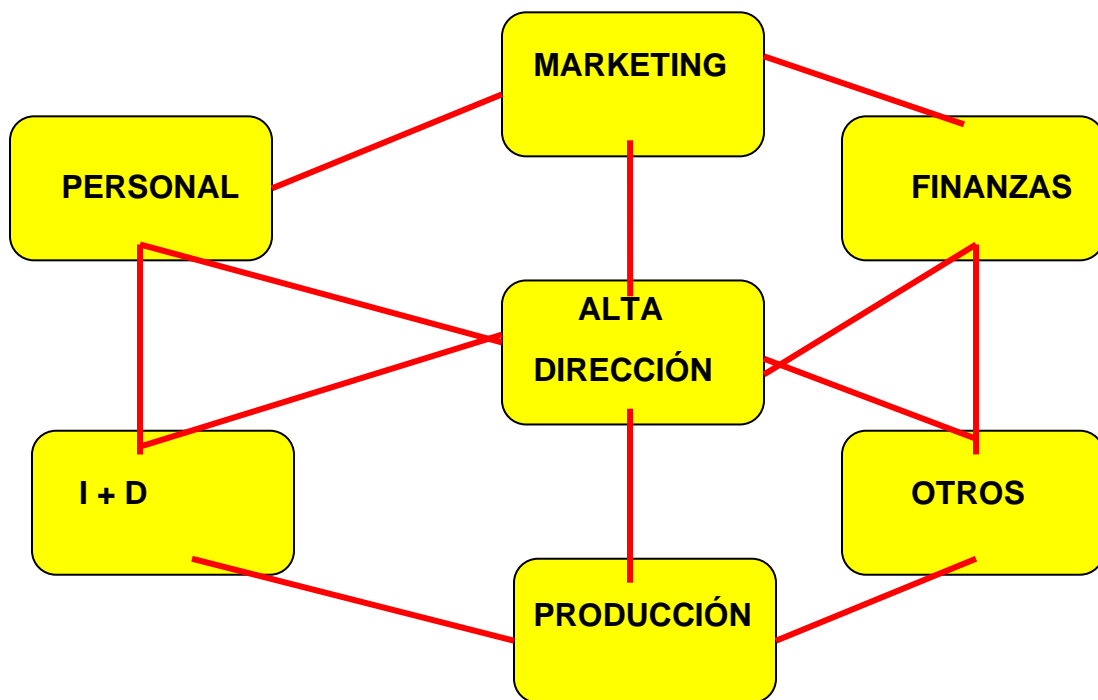 MARKETING
PERSONAL
FINANZAS
ALTA
DIRECCIÓN
I + D
OTROS
PRODUCCIÓN